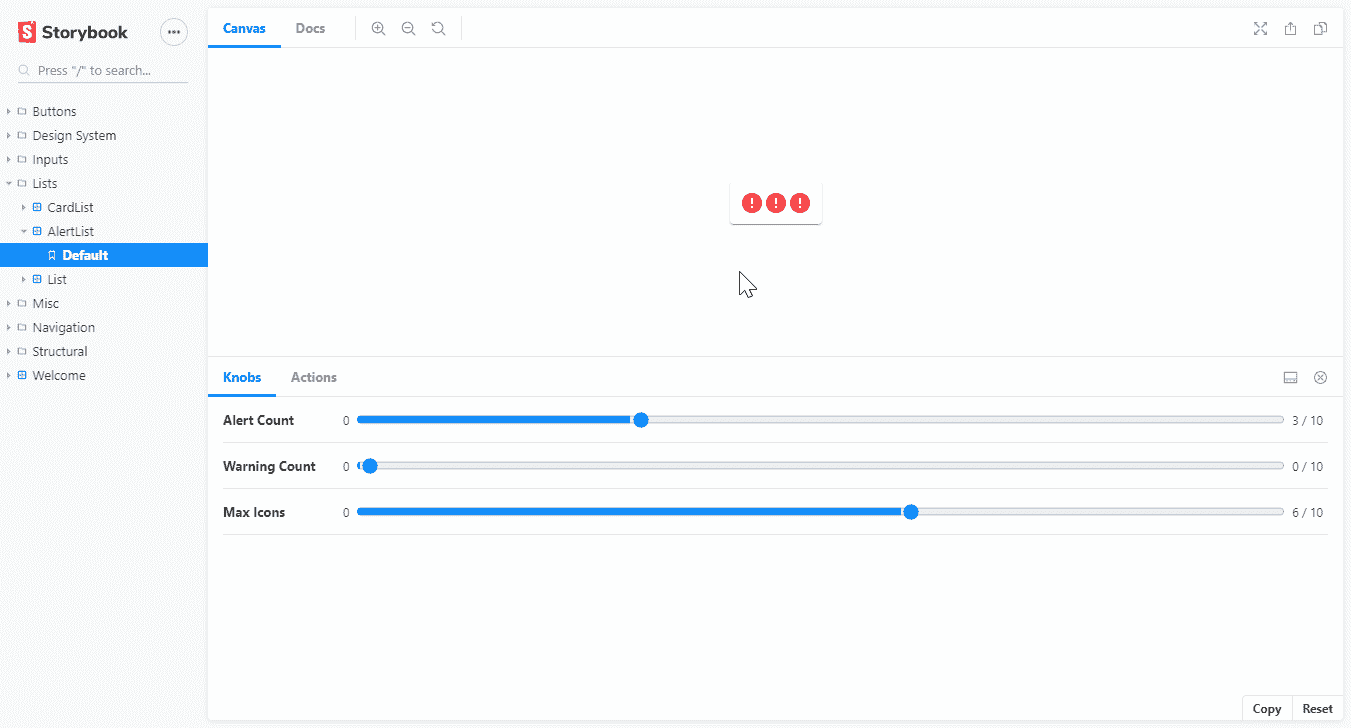 Storybook
Canvas Docs
Press "/" to search...
Buttons
Design System
Inputs
Lists
CardList
AlertList
Default
List
Misc
Navigation
Structural
Welcome
Knobs Actions
Alert Count 0 3 / 10
Warning Count 0 0 / 10
Max Icons 0 6 / 10
Copy Reset